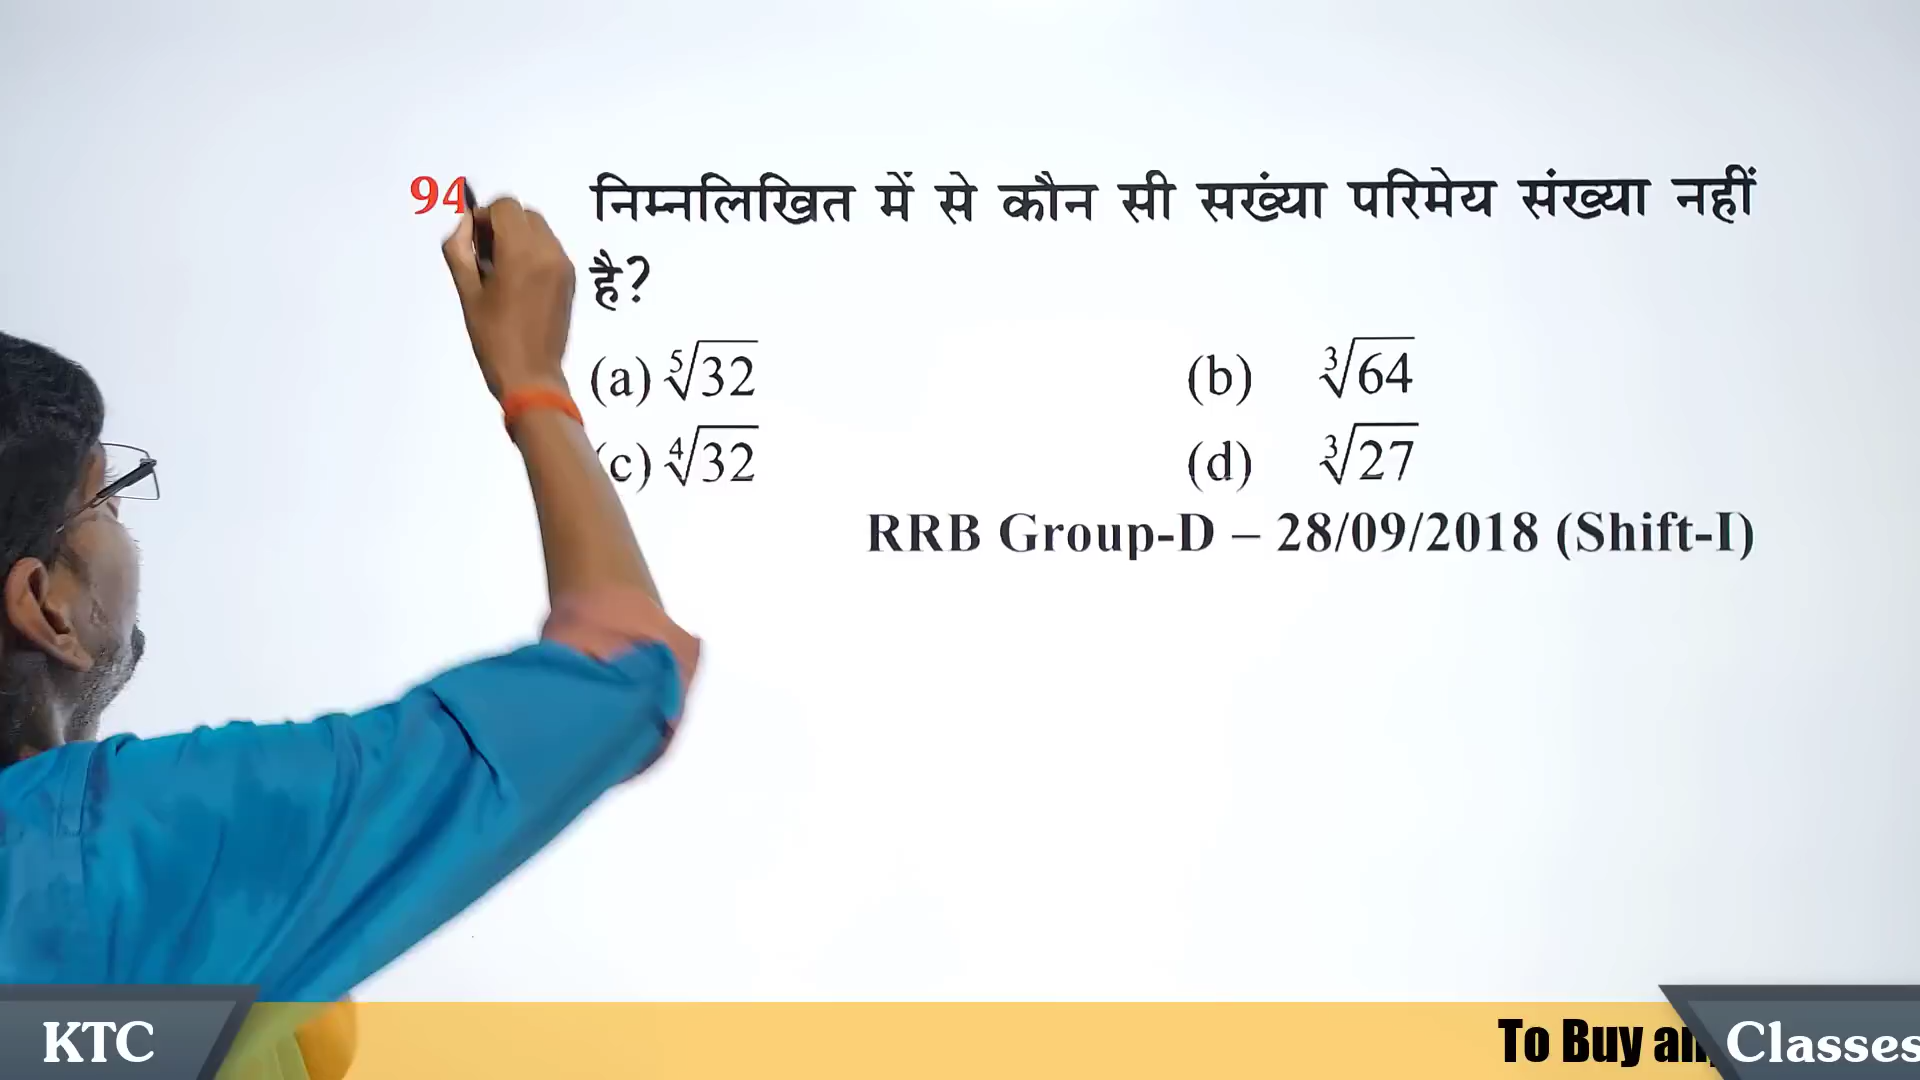 94 निम्नलिखित में से कौन सी सखंया परिमेय संख्या नहीं
है?
(a) ⁵√32 (b) ³√64
(c) ⁴√32 (d) ³√27
RRB Group-D – 28/09/2018 (Shift-I)
KTC To Buy Classes